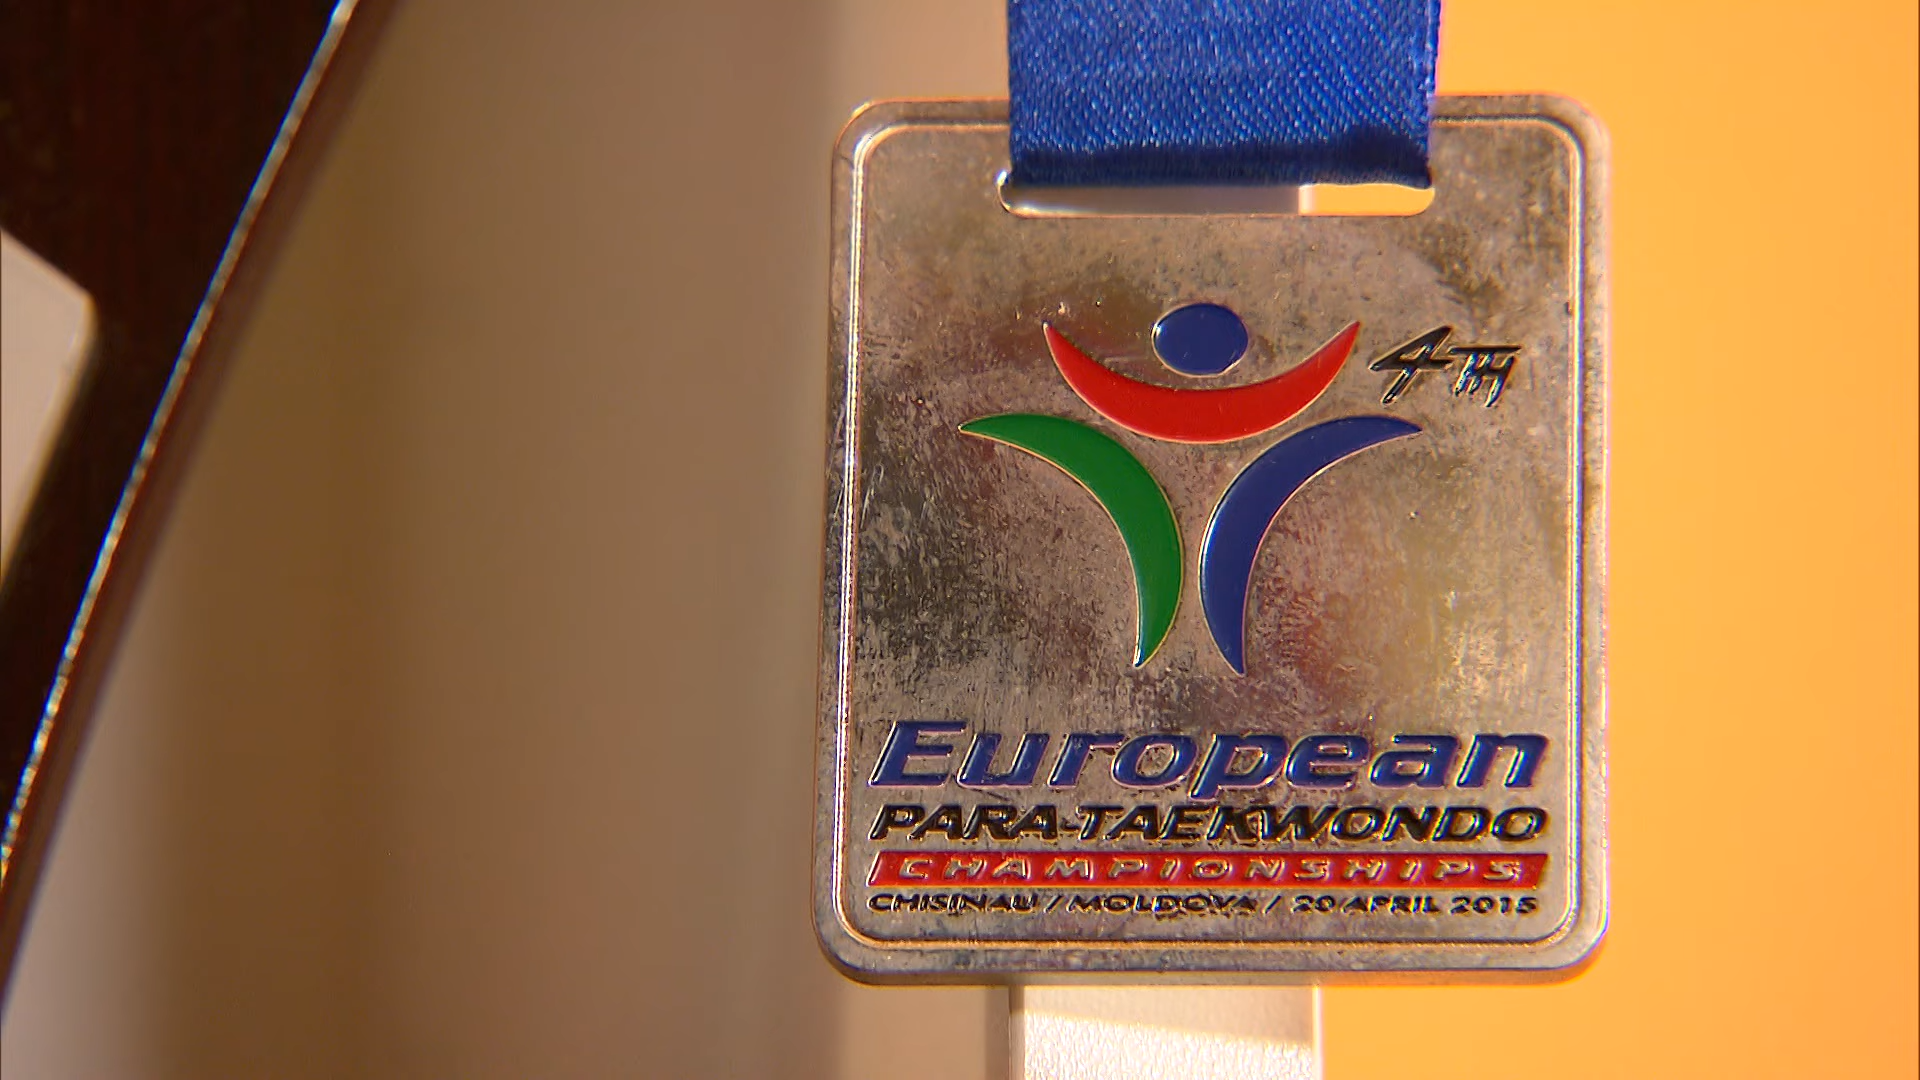 4TH
European
PARA-TAEKWONDO
CHAMPIONSHIPS
CHISINAU / MOLDOVA / 20 APRIL 2015